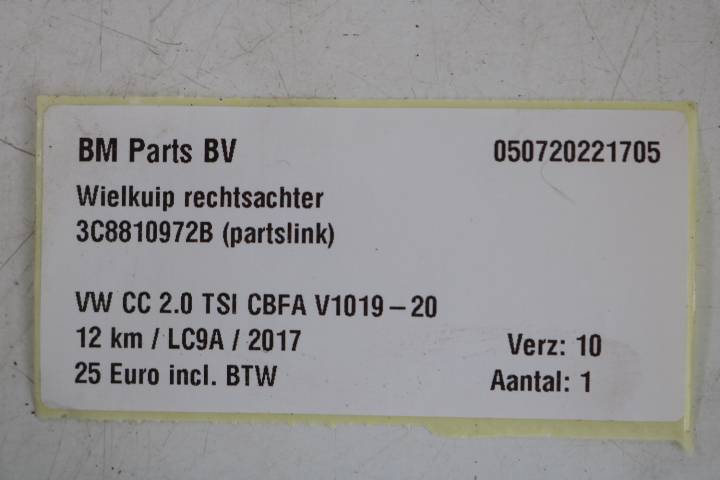 BM Parts BV 050720221705
Wielkuip rechtsachter
3C8810972B (partslink)
VW CC 2.0 TSI CBFA V1019-20
12 km / LC9A / 2017 Verz: 10
25 Euro incl. BTW Aantal: 1